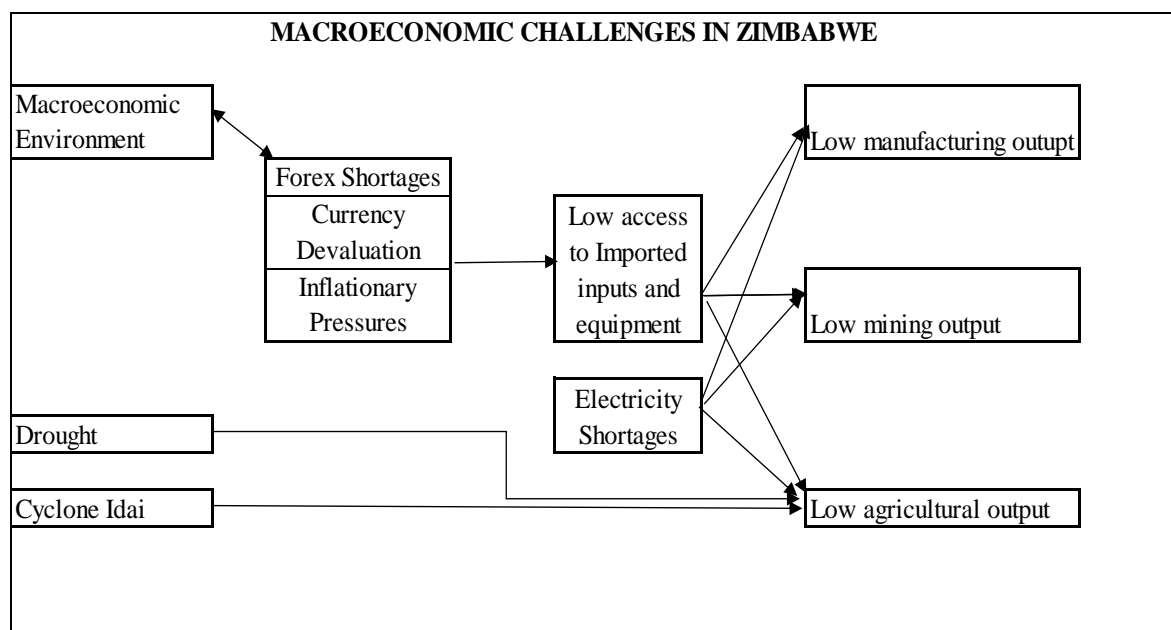 MACROECONOMIC CHALLENGES IN ZIMBABWE
Macroeconomic
Environment
Forex Shortages
Currency
Devaluation
Inflationary
Pressures
Low access
to Imported
inputs and
equipment
Electricity
Shortages
Low manufacturing outupt
Low mining output
Drought
Cyclone Idai
Low agricultural output